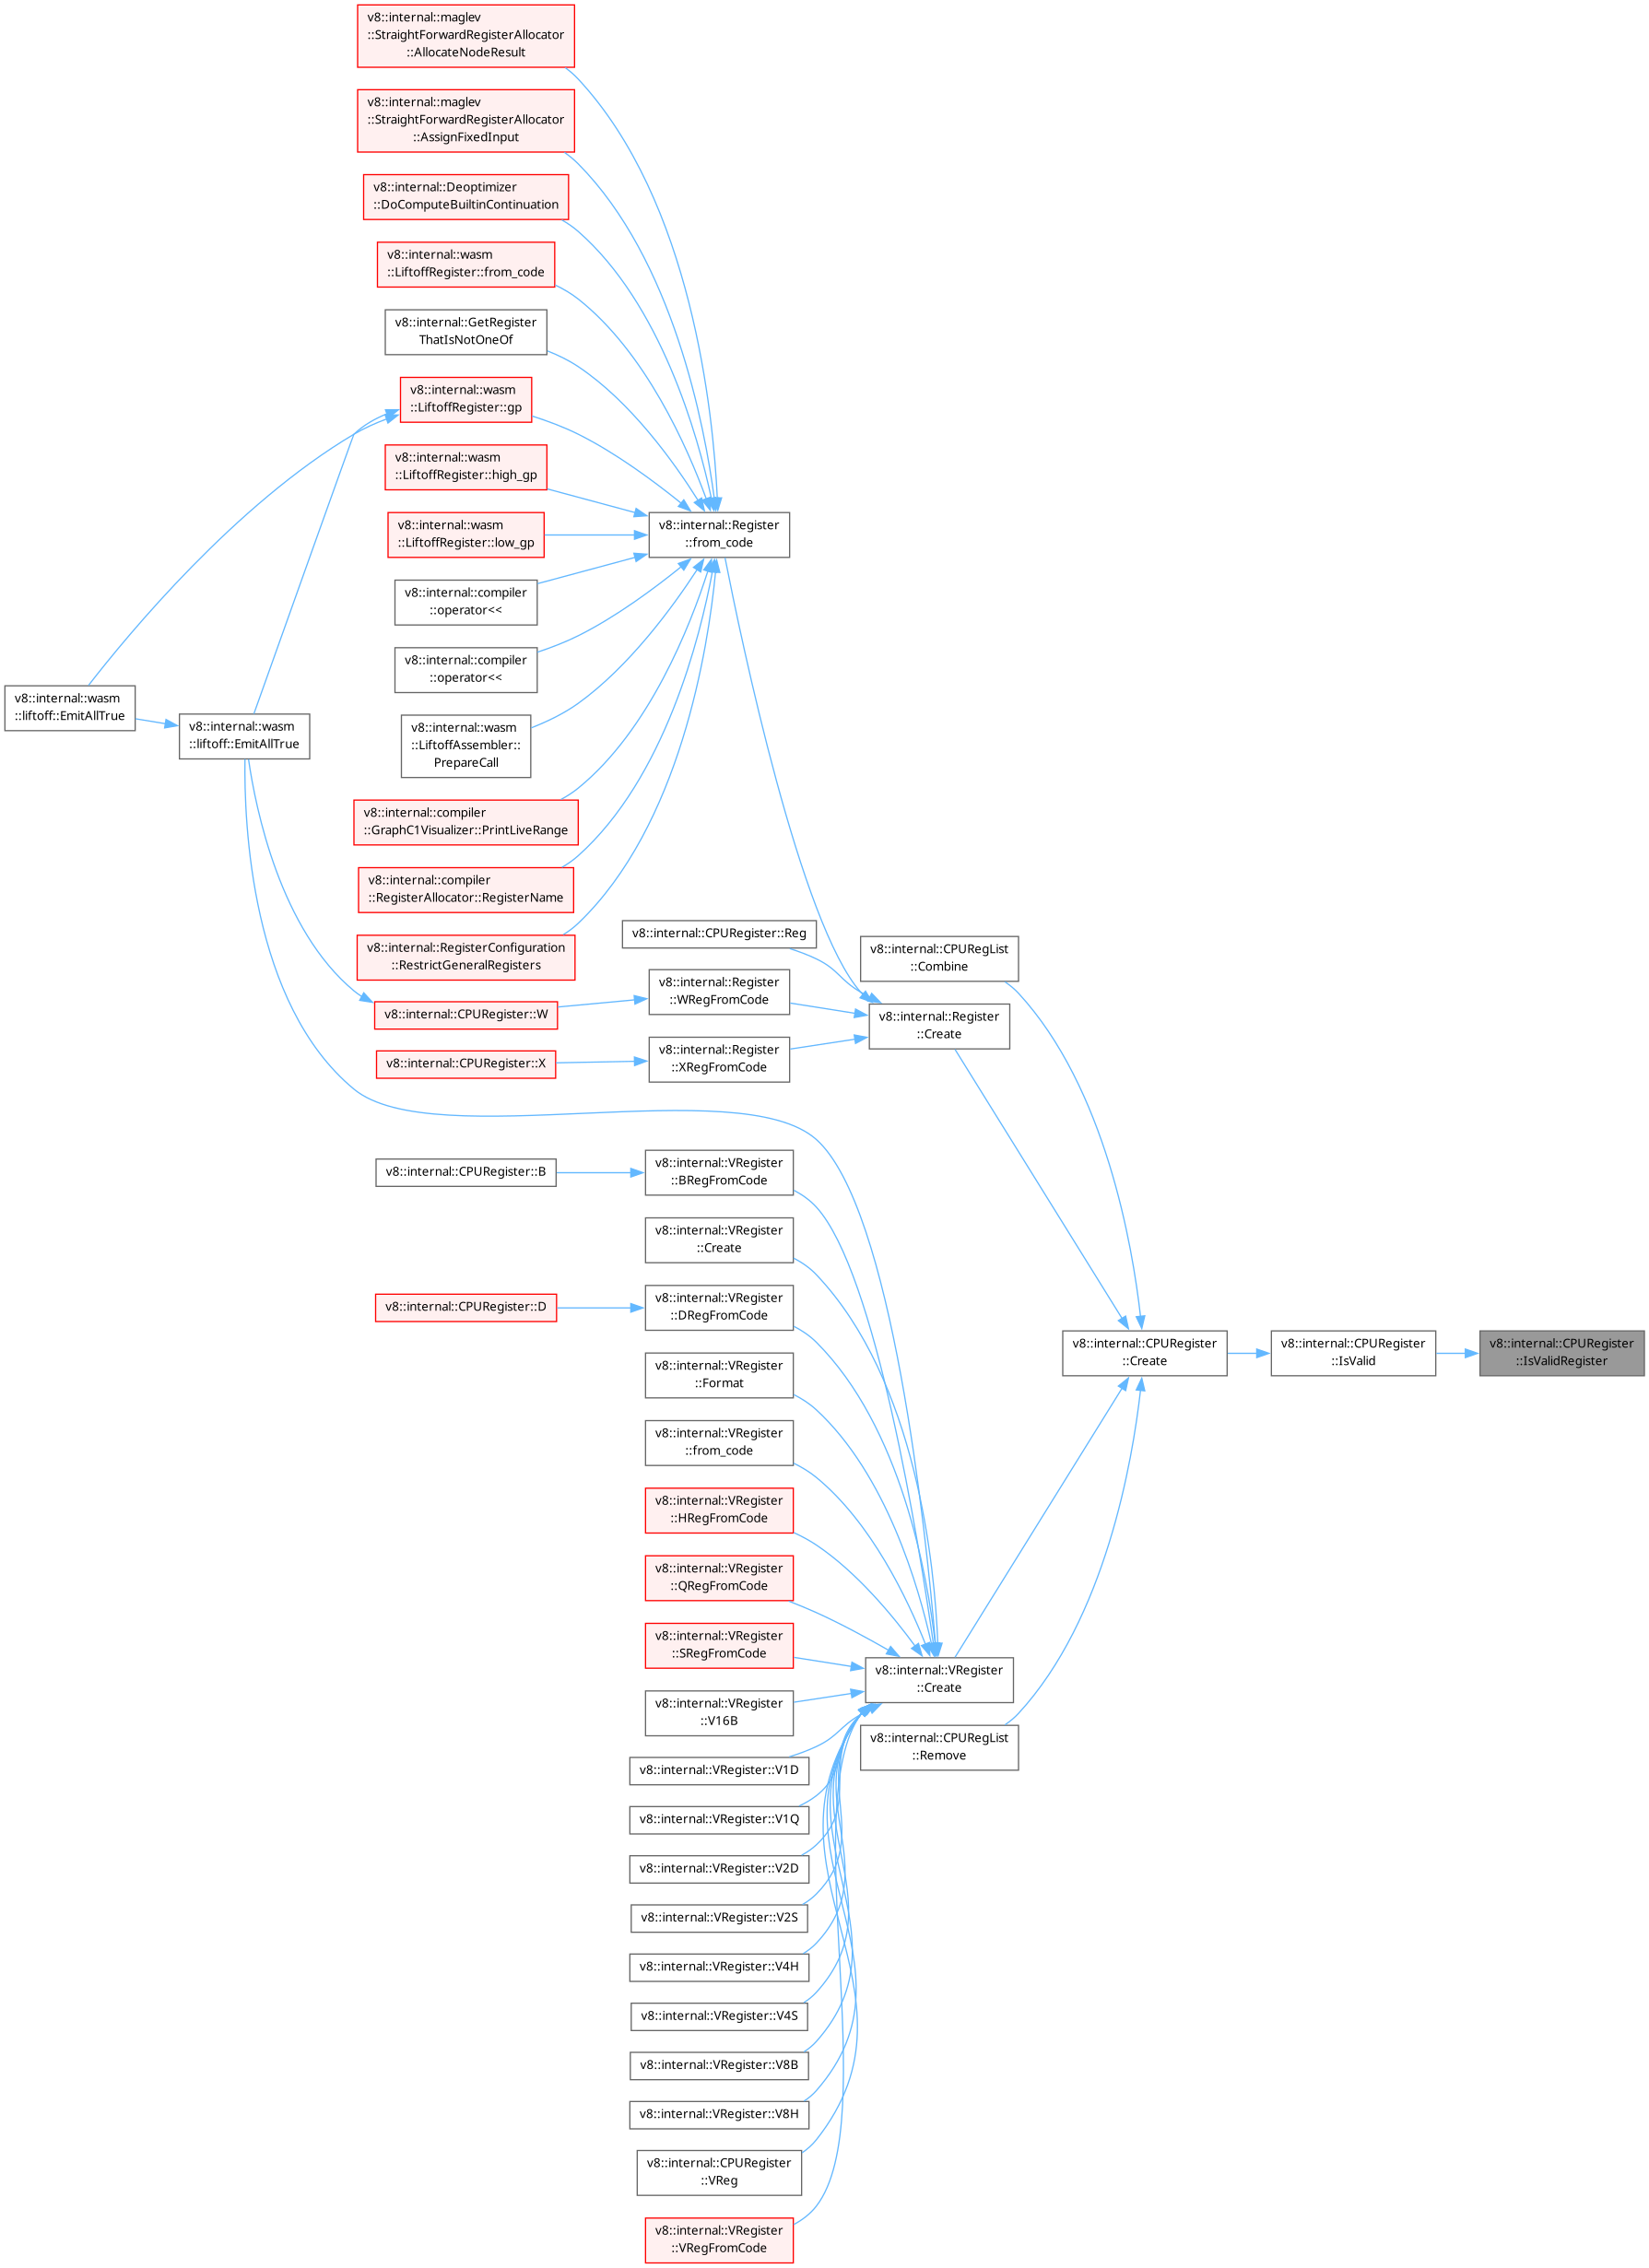 v8::internal::maglev
::StraightForwardRegisterAllocator
::AllocateNodeResult
v8::internal::maglev
::StraightForwardRegisterAllocator
::AssignFixedInput
v8::internal::Deoptimizer
::DoComputeBuiltinContinuation
v8::internal::wasm
::LiftoffRegister::from_code
v8::internal::GetRegister
ThatIsNotOneOf
v8::internal::wasm
::LiftoffRegister::gp
v8::internal::wasm
::LiftoffRegister::high_gp
v8::internal::wasm
::LiftoffRegister::low_gp
v8::internal::Register
::from_code
v8::internal::compiler
::operator<<
v8::internal::compiler
::operator<<
v8::internal::wasm
::liftoff::EmitAllTrue
v8::internal::wasm
::liftoff::EmitAllTrue
v8::internal::wasm
::LiftoffAssembler::
PrepareCall
v8::internal::compiler
::GraphC1Visualizer::PrintLiveRange
v8::internal::compiler
::RegisterAllocator::RegisterName
v8::internal::RegisterConfiguration
::RestrictGeneralRegisters
v8::internal::CPURegister::Reg
v8::internal::CPURegList
::Combine
v8::internal::CPURegister::W
v8::internal::Register
::WRegFromCode
v8::internal::Register
::Create
v8::internal::CPURegister::X
v8::internal::Register
::XRegFromCode
v8::internal::CPURegister::B
v8::internal::VRegister
::BRegFromCode
v8::internal::VRegister
::Create
v8::internal::CPURegister::D
v8::internal::VRegister
::DRegFromCode
v8::internal::CPURegister
::Create
v8::internal::CPURegister
::IsValid
v8::internal::CPURegister
::IsValidRegister
v8::internal::VRegister
::Format
v8::internal::VRegister
::from_code
v8::internal::VRegister
::HRegFromCode
v8::internal::VRegister
::QRegFromCode
v8::internal::VRegister
::SRegFromCode
v8::internal::VRegister
::Create
v8::internal::VRegister
::V16B
v8::internal::CPURegList
::Remove
v8::internal::VRegister::V1D
v8::internal::VRegister::V1Q
v8::internal::VRegister::V2D
v8::internal::VRegister::V2S
v8::internal::VRegister::V4H
v8::internal::VRegister::V4S
v8::internal::VRegister::V8B
v8::internal::VRegister::V8H
v8::internal::CPURegister
::VReg
v8::internal::VRegister
::VRegFromCode